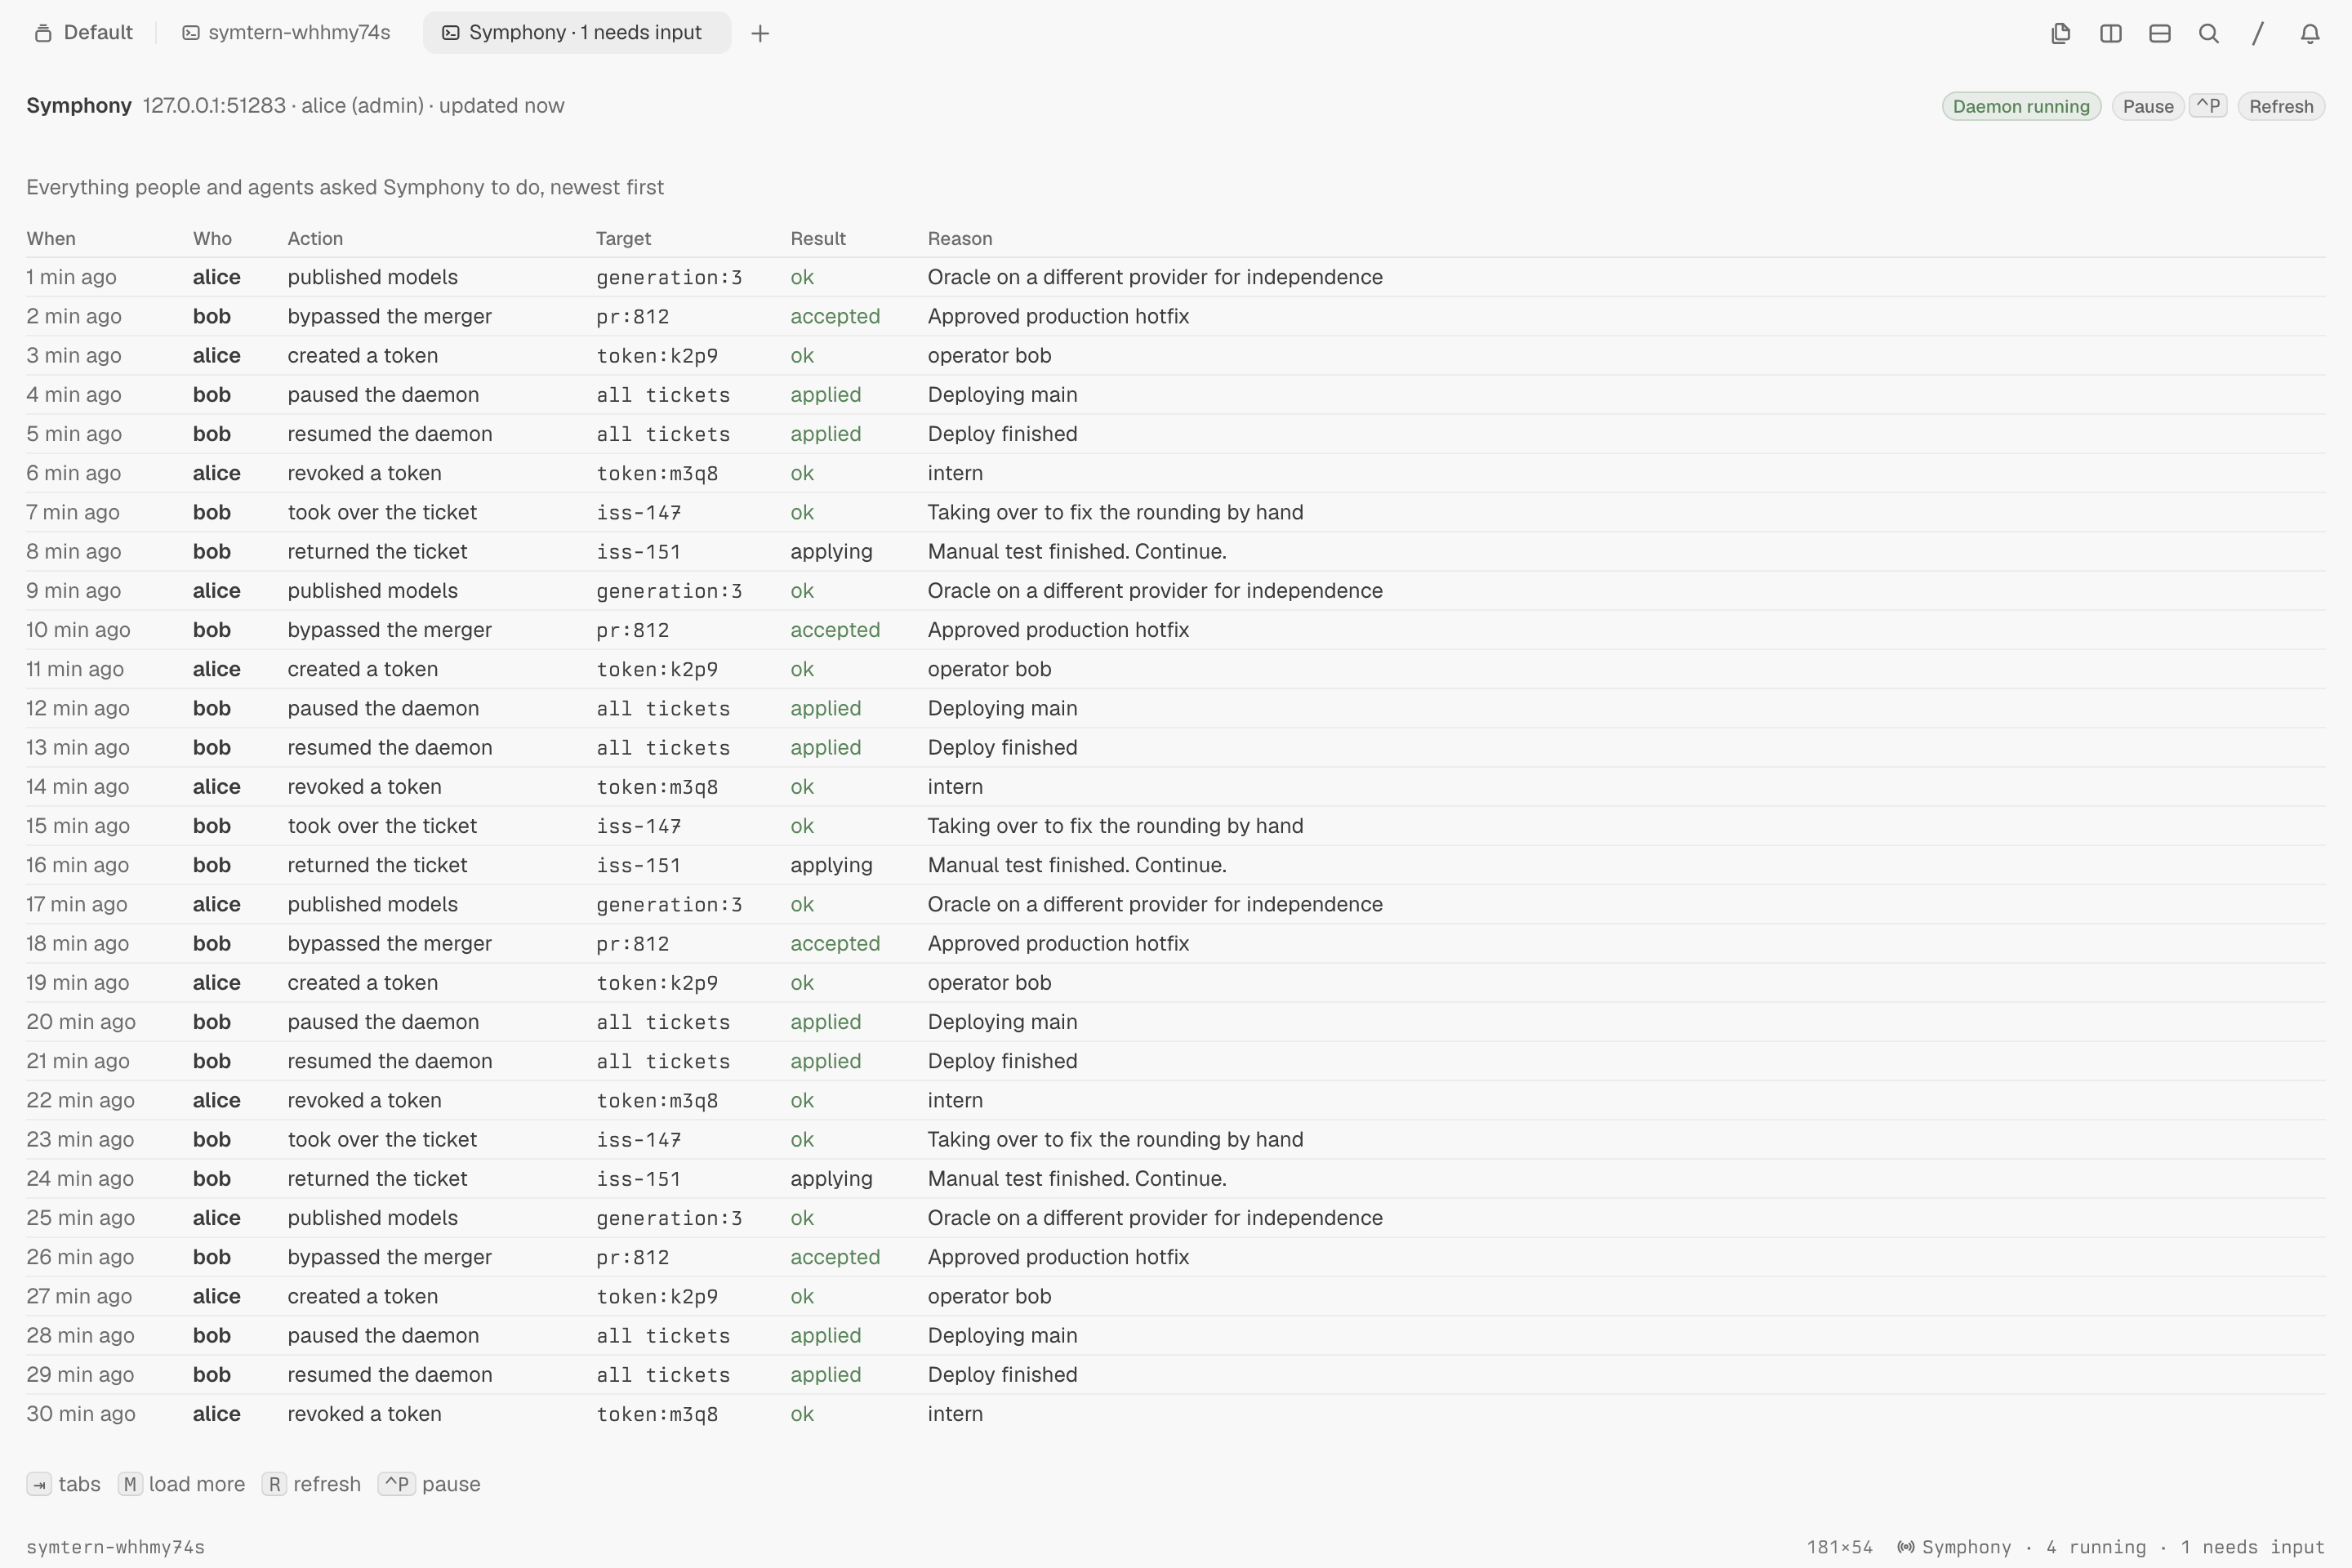 Default symtern-whhmy74s Symphony · 1 needs input
Symphony 127.0.0.1:51283 · alice (admin) · updated now Daemon running Pause ^P Refresh
Everything people and agents asked Symphony to do, newest first
When Who Action Target Result Reason
1 min ago alice published models generation:3 ok Oracle on a different provider for independence
2 min ago bob bypassed the merger pr:812 accepted Approved production hotfix
3 min ago alice created a token token:k2p9 ok operator bob
4 min ago bob paused the daemon all tickets applied Deploying main
5 min ago bob resumed the daemon all tickets applied Deploy finished
6 min ago alice revoked a token token:m3q8 ok intern
7 min ago bob took over the ticket iss-147 ok Taking over to fix the rounding by hand
8 min ago bob returned the ticket iss-151 applying Manual test finished. Continue.
9 min ago alice published models generation:3 ok Oracle on a different provider for independence
10 min ago bob bypassed the merger pr:812 accepted Approved production hotfix
11 min ago alice created a token token:k2p9 ok operator bob
12 min ago bob paused the daemon all tickets applied Deploying main
13 min ago bob resumed the daemon all tickets applied Deploy finished
14 min ago alice revoked a token token:m3q8 ok intern
15 min ago bob took over the ticket iss-147 ok Taking over to fix the rounding by hand
16 min ago bob returned the ticket iss-151 applying Manual test finished. Continue.
17 min ago alice published models generation:3 ok Oracle on a different provider for independence
18 min ago bob bypassed the merger pr:812 accepted Approved production hotfix
19 min ago alice created a token token:k2p9 ok operator bob
20 min ago bob paused the daemon all tickets applied Deploying main
21 min ago bob resumed the daemon all tickets applied Deploy finished
22 min ago alice revoked a token token:m3q8 ok intern
23 min ago bob took over the ticket iss-147 ok Taking over to fix the rounding by hand
24 min ago bob returned the ticket iss-151 applying Manual test finished. Continue.
25 min ago alice published models generation:3 ok Oracle on a different provider for independence
26 min ago bob bypassed the merger pr:812 accepted Approved production hotfix
27 min ago alice created a token token:k2p9 ok operator bob
28 min ago bob paused the daemon all tickets applied Deploying main
29 min ago bob resumed the daemon all tickets applied Deploy finished
30 min ago alice revoked a token token:m3q8 ok intern
⇥ tabs M load more R refresh ^P pause
symtern-whhmy74s 181×54 Symphony · 4 running · 1 needs input